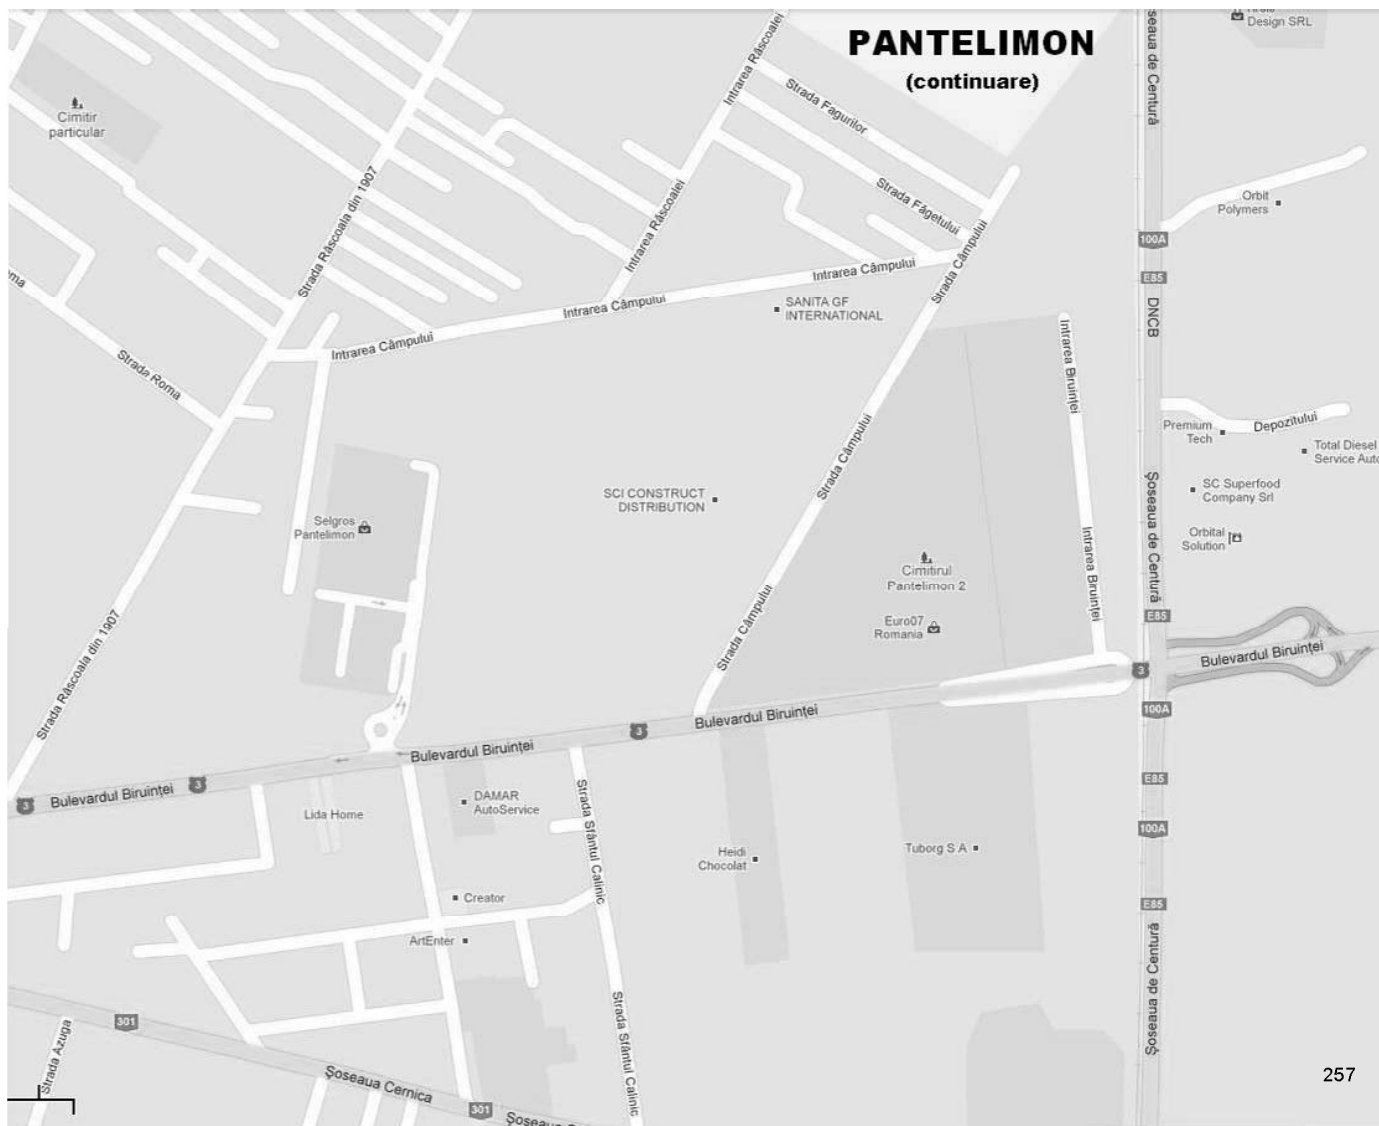 PANTELIMON
(continuare)
Design SRL
Șoseaua de Centură
Intrarea Răscoalei
Strada Fagurilor
Cimitir
particular
Strada Răscoala din 1907
Intrarea Răscoalei
Strada Făgetului
Orbit
Polymers
100A
E85
DNCB
Intrarea Câmpului
Intrarea Câmpului
Intrarea Câmpului
Strada Câmpului
SANITA GF
INTERNATIONAL
Strada Roma
Intrarea Biruinței
Premium
Tech
Depozitului
Total Diesel
Service Auto
Strada Câmpului
SC Superfood
Company Srl
Șoseaua de Centură
SCI CONSTRUCT
DISTRIBUTION
Selgros
Pantelimon
Orbital
Solution
Intrarea Biruinței
Cimitirul
Pantelimon 2
Strada Câmpului
Euro07
Romania
E85
Strada Răscoala din 1907
Bulevardul Biruinței
3
100A
Bulevardul Biruinței
3
Bulevardul Biruinței
E85
3
Bulevardul Biruinței
3
DAMAR
AutoService
Lida Home
Strada Sfântul Calinic
100A
Heidi
Chocolat
Tuborg S A
Creator
E85
ArtEnter
Șoseaua de Centură
301
Strada Azuga
Strada Sfântul Calinic
Șoseaua Cernica
301
Șoseaua
257